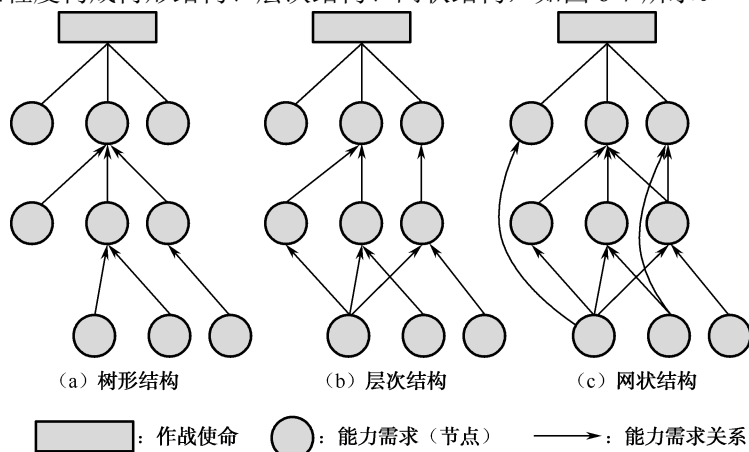 （a）树形结构
（b）层次结构
（c）网状结构
：作战使命
：能力需求（节点）
：能力需求关系